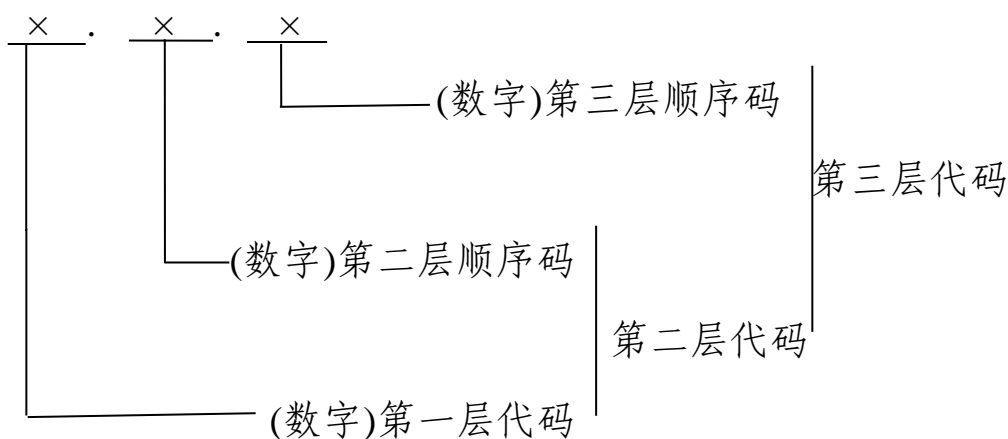 × . × . ×
(数字)第三层顺序码
第三层代码
(数字)第二层顺序码
第二层代码
(数字)第一层代码